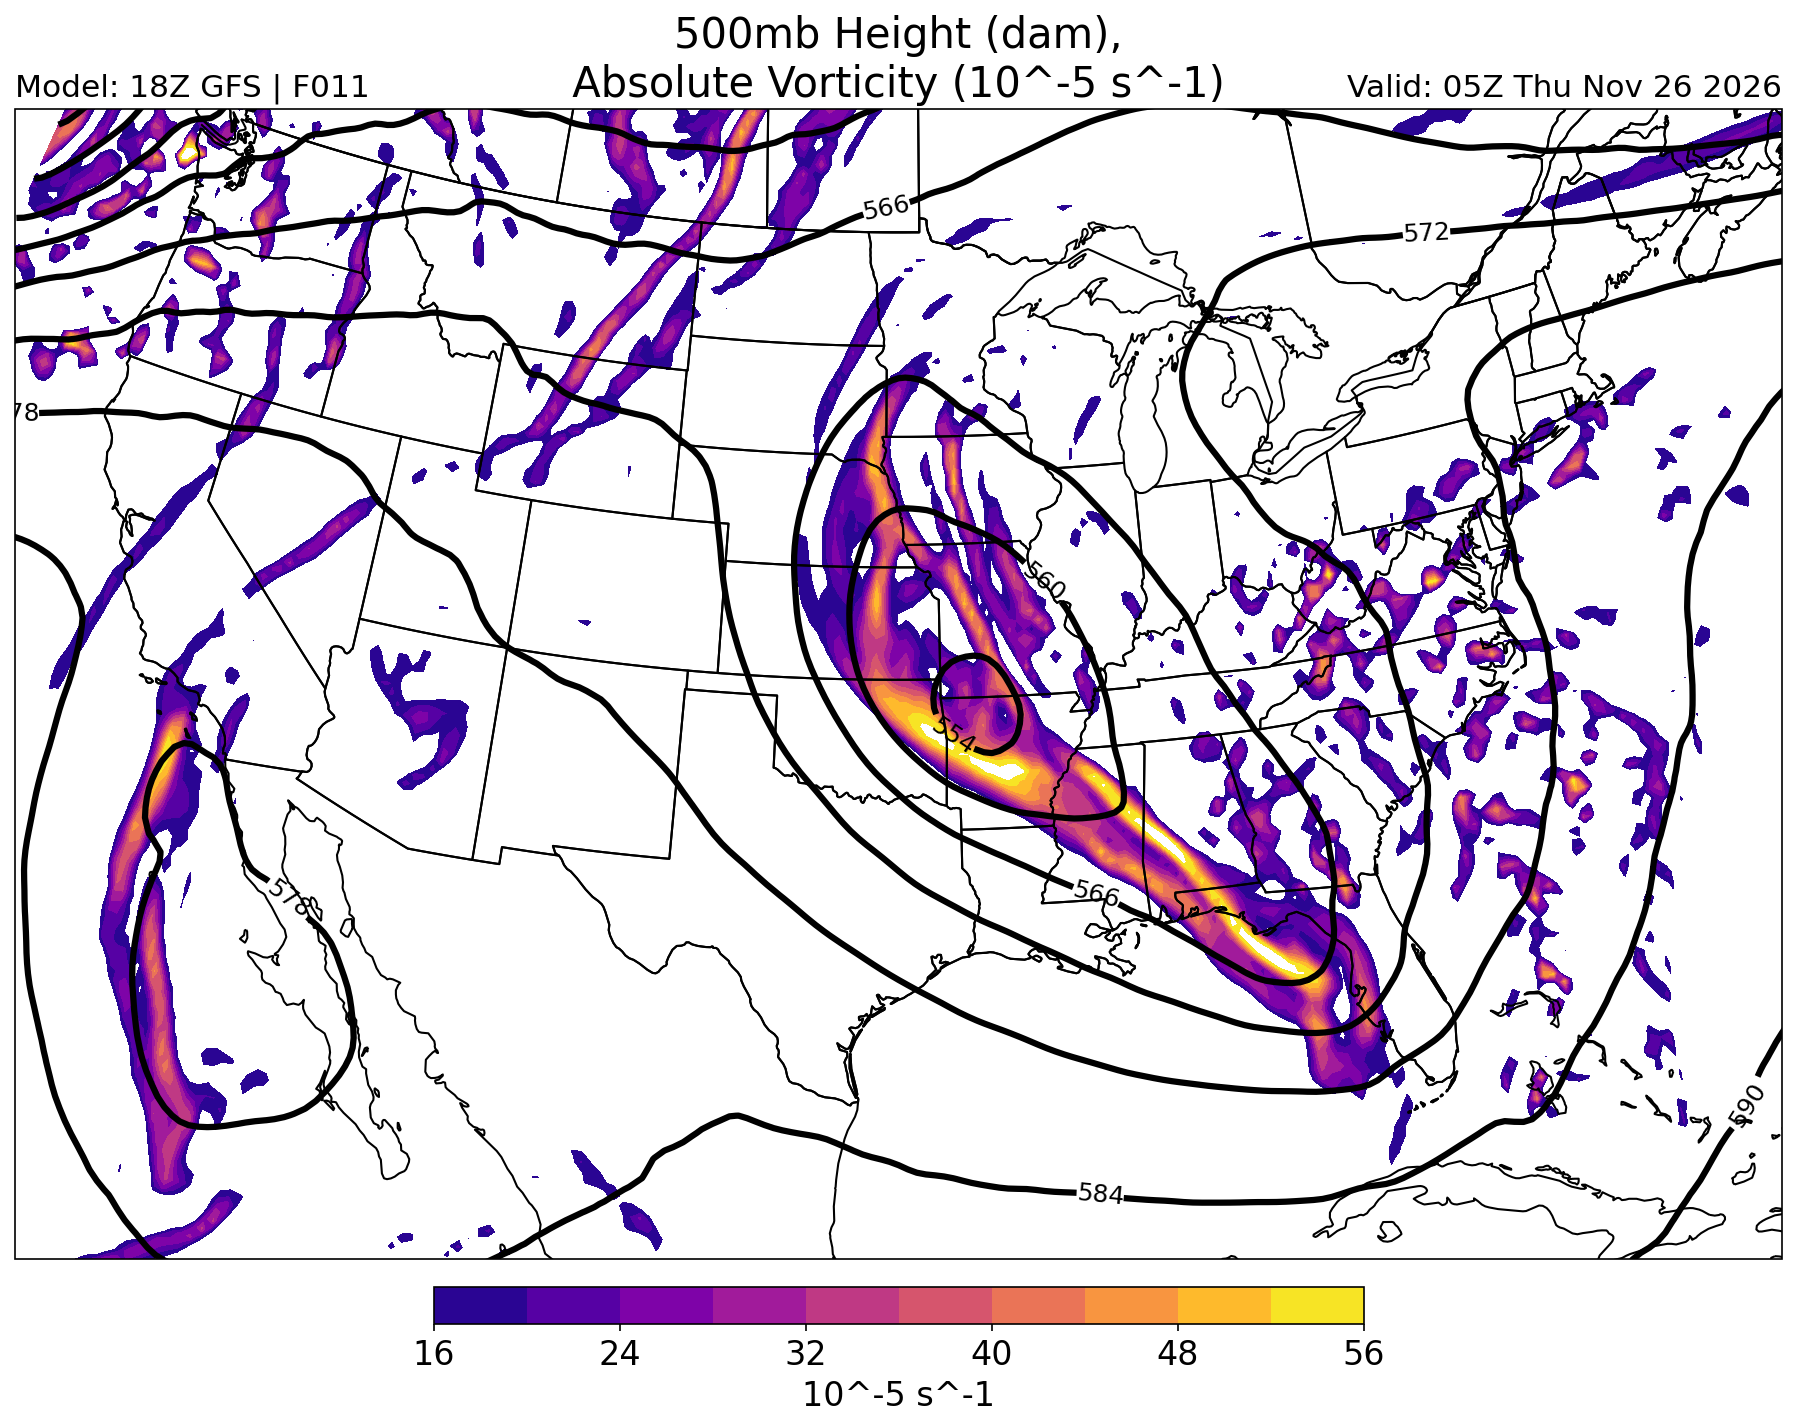 500mb Height (dam),
Model: 18Z GFS | F011
Absolute Vorticity (10^-5 s^-1)
Valid: 05Z Thu Nov 26 2026
566
572
78
560
554
578
566
584
590
16 24 32 40 48 56
10^-5 s^-1